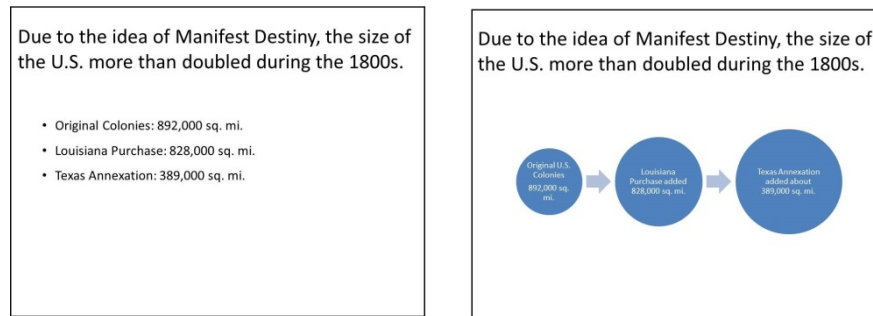 Due to the idea of Manifest Destiny, the size of
the U.S. more than doubled during the 1800s.
• Original Colonies: 892,000 sq. mi.
• Louisiana Purchase: 828,000 sq. mi.
• Texas Annexation: 389,000 sq. mi.
Due to the idea of Manifest Destiny, the size of
the U.S. more than doubled during the 1800s.
Original U.S.
Colonies
892,000 sq.
mi.
Louisiana
Purchase added
828,000 sq. mi.
Texas Annexation
added about
389,000 sq. mi.